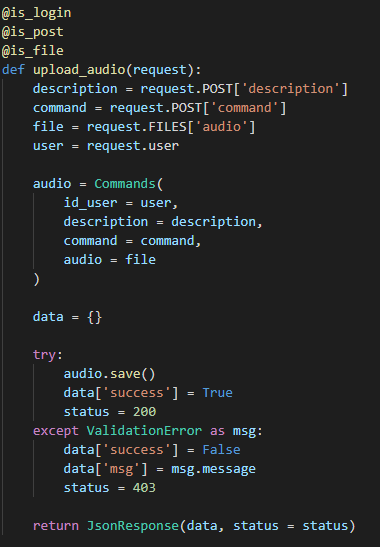 @is_login
@is_post
@is_file
def upload_audio(request):
    description = request.POST['description']
    command = request.POST['command']
    file = request.FILES['audio']
    user = request.user

    audio = Commands(
        id_user = user,
        description = description,
        command = command,
        audio = file
    )

    data = {}

    try:
        audio.save()
        data['success'] = True
        status = 200
    except ValidationError as msg:
        data['success'] = False
        data['msg'] = msg.message
        status = 403

    return JsonResponse(data, status = status)